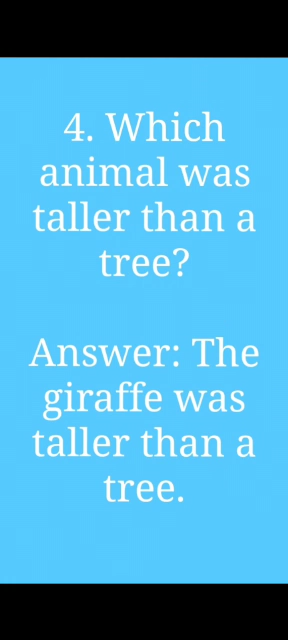 4. Which
animal was
taller than a
tree?
Answer: The
giraffe was
taller than a
tree.